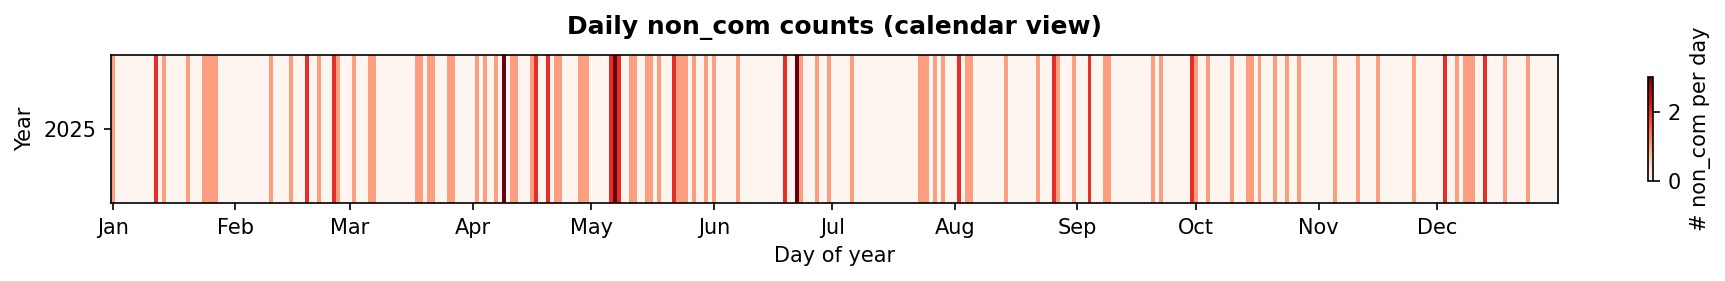 Daily non_com counts (calendar view)
Year
2025
Jan Feb Mar Apr May Jun Jul Aug Sep Oct Nov Dec
Day of year
2
0
# non_com per day